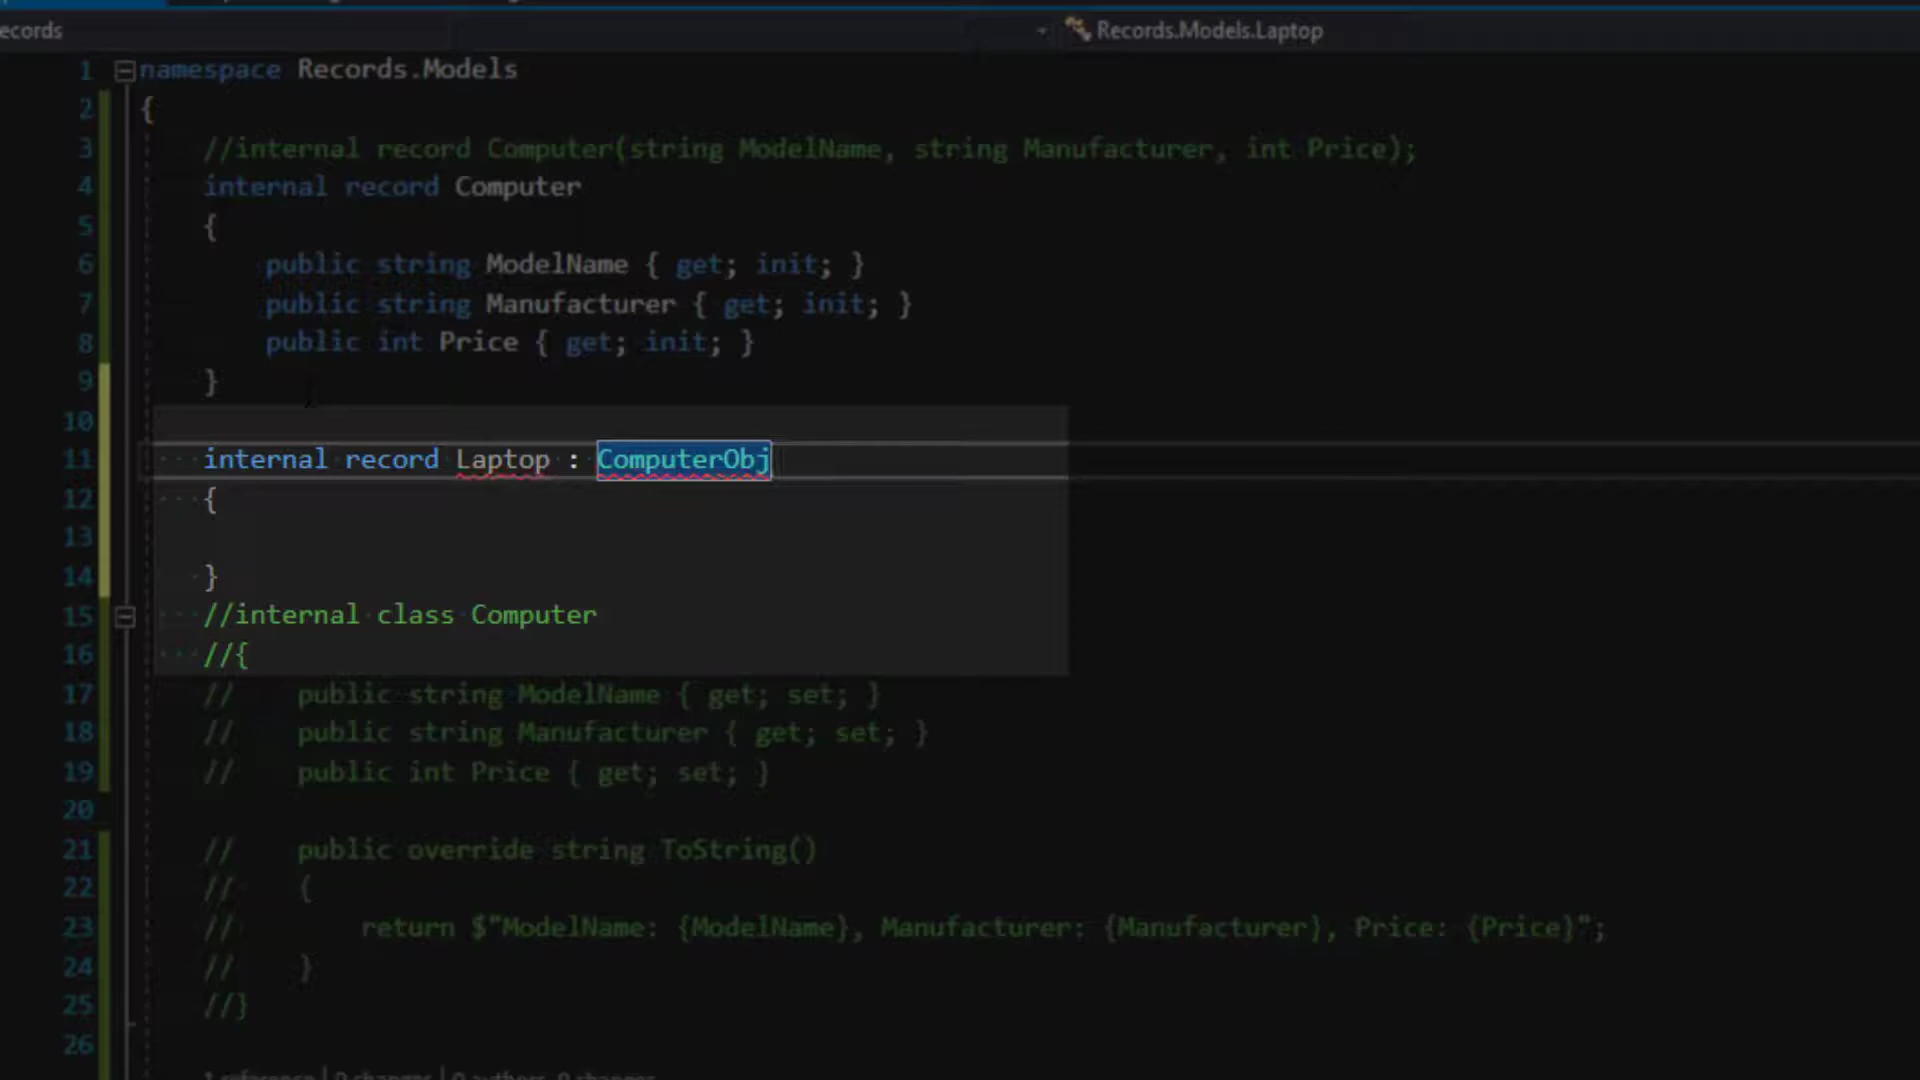 ecords
Records.Models.Laptop
1 namespace Records.Models
2 {
3 //internal record Computer(string ModelName, string Manufacturer, int Price);
4 internal record Computer
5 {
6 public string ModelName { get; init; }
7 public string Manufacturer { get; init; }
8 public int Price { get; init; }
9 }
10
11 internal record Laptop : ComputerObj
12 {
13
14 }
15 //internal class Computer
16 //{
17 // public string ModelName { get; set; }
18 // public string Manufacturer { get; set; }
19 // public int Price { get; set; }
20
21 // public override string ToString()
22 // {
23 // return $"ModelName: {ModelName}, Manufacturer: {Manufacturer}, Price: {Price}";
24 // }
25 //}
26